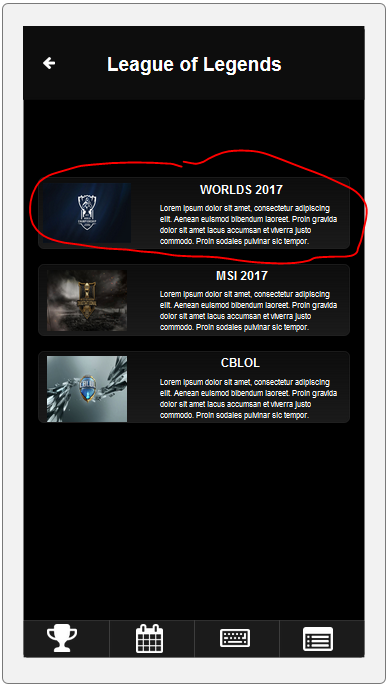 League of Legends
WORLDS 2017
Lorem ipsum dolor sit amet, consectetur adipiscing
elit. Aenean euismod bibendum laoreet. Proin gravida
dolor sit amet lacus accumsan et viverra justo
commodo. Proin sodales pulvinar sic tempor.
MSI 2017
Lorem ipsum dolor sit amet, consectetur adipiscing
elit. Aenean euismod bibendum laoreet. Proin gravida
dolor sit amet lacus accumsan et viverra justo
commodo. Proin sodales pulvinar sic tempor.
CBLOL
CBLOL
Lorem ipsum dolor sit amet, consectetur adipiscing
elit. Aenean euismod bibendum laoreet. Proin gravida
dolor sit amet lacus accumsan et viverra justo
commodo. Proin sodales pulvinar sic tempor.